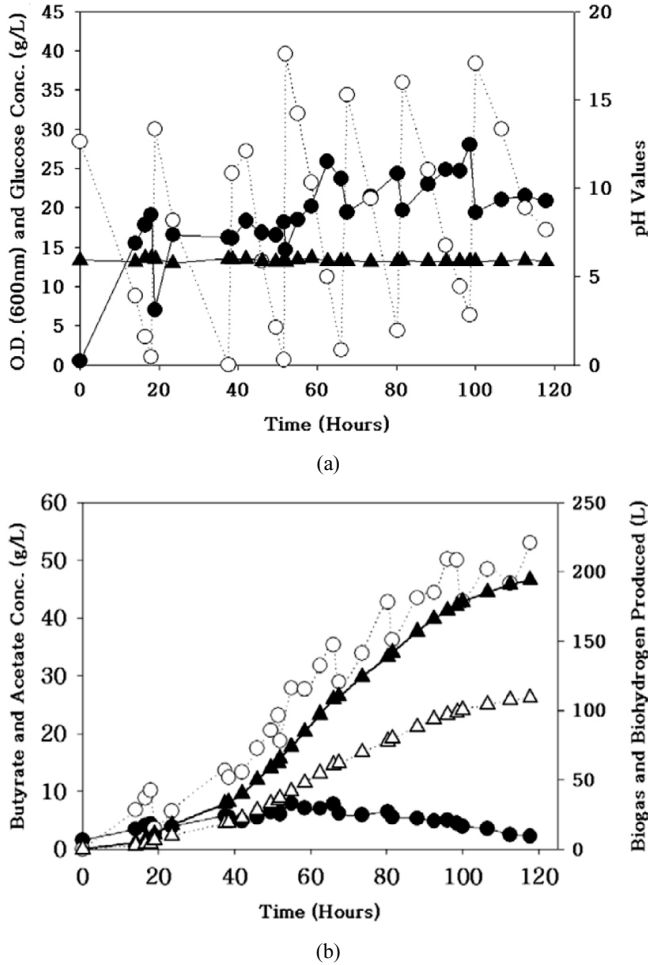 O.D. (600nm) and Glucose Conc. (g/L)
45
40
35
30
25
20
15
10
5
0
20
15
10
5
0
pH Values
0 20 40 60 80 100 120
Time (Hours)
(a)
Butyrate and Acetate Conc. (g/L)
60
50
40
30
20
10
0
250
200
150
100
50
0
Biogas and Biohydrogen Produced (L)
0 20 40 60 80 100 120
Time (Hours)
(b)